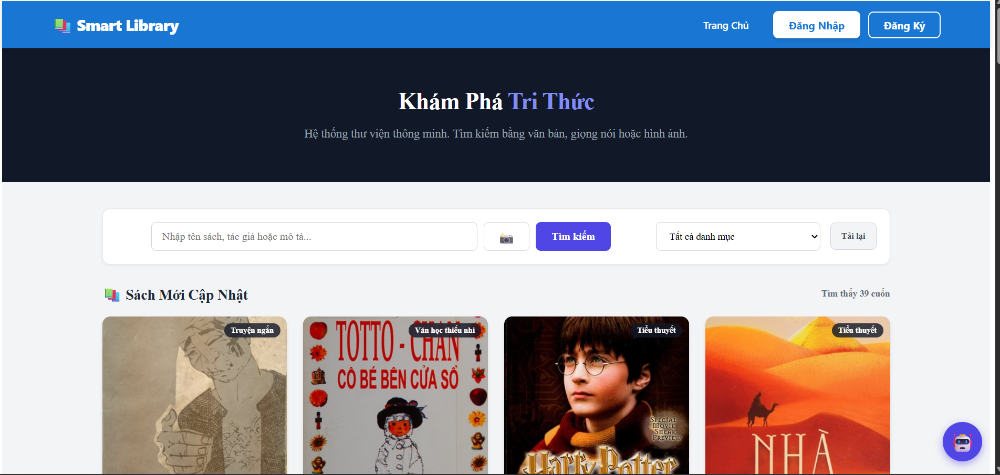 Smart Library
Trang Chủ
Đăng Nhập
Đăng Ký
Khám Phá Tri Thức
Hệ thống thư viện thông minh. Tìm kiếm bằng văn bản, giọng nói hoặc hình ảnh.
Nhập tên sách, tác giả hoặc mô tả...
Tìm kiếm
Tất cả danh mục
Tải lại
Sách Mới Cập Nhật
Tìm thấy 39 cuốn
Truyện ngắn
Văn học thiếu nhi
TOTTO - CHAN
CÔ BÉ BÊN CỬA SỔ
Tiểu thuyết
SPECIAL
MOVIE
SNEAK
PREVIEW
Harry Potter
Tiểu thuyết
NHÀ